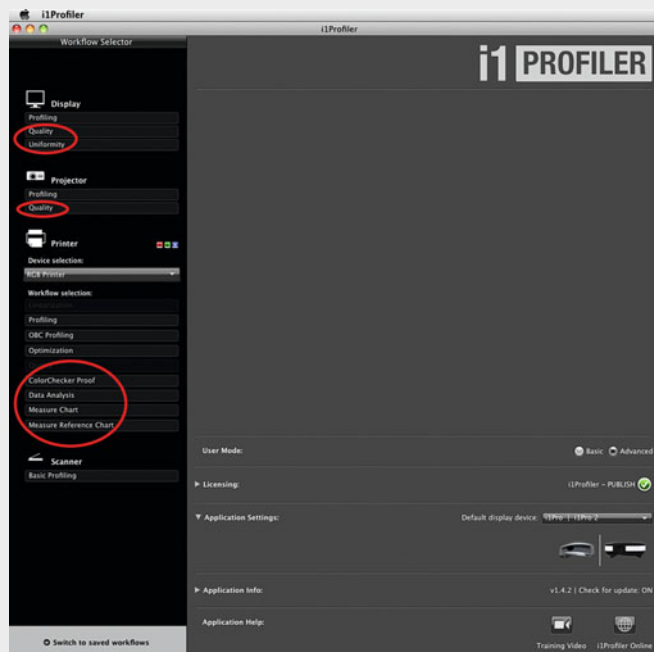 i1Profiler
i1Profiler
Workflow Selector
i1 PROFILER
Display
Profiling
Quality
Uniformity
Projector
Profiling
Quality
Printer
Device selection:
RGB Printer
Workflow selection:
Profiling
OBC Profiling
Optimization
ColorChecker Proof
Data Analysis
Measure Chart
Measure Reference Chart
Scanner
Basic Profiling
Switch to saved workflows
User Mode:
Basic Advanced
Licensing:
i1Profiler – PUBLISH
Application Settings:
Default display device: i1Pro | i1Pro 2
Application Info:
v1.4.2 | Check for update: ON
Application Help:
Training Video i1Profiler Online